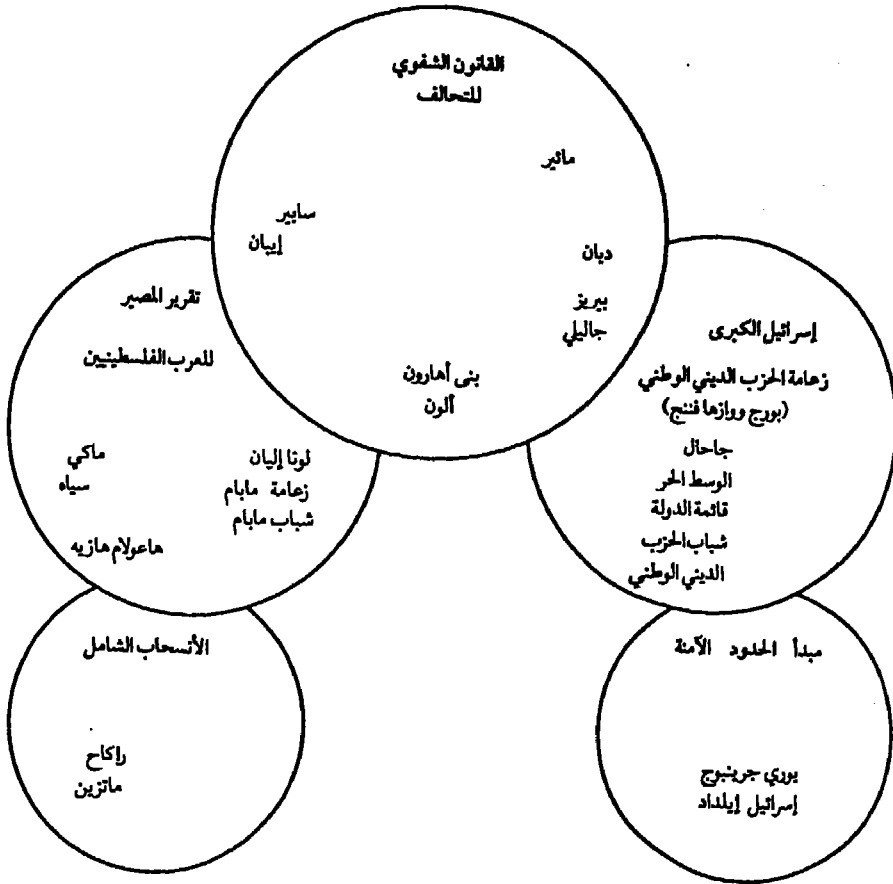 القانون الشفوي
للتحالف
مائير
سابير
إيبان
ديان
بيريز
جاليلي
بنى أهارون
ألون
إسرائيل الكبرى
زعامة الحزب الديني الوطني
(بورج ووازها فتنج)
جاحال
الوسط الحر
قائمة الدولة
شباب الحزب
الديني الوطني
تقرير المصير
للعرب الفلسطينيين
لوتا إليان
زعامة مابام
شباب مابام
ماكي
سياه
هاعولام هازيه
مبدأ الحدود الآمنة
يوري جرينبوج
إسرائيل إيلداد
الأنسحاب الشامل
راكاح
ماتزين